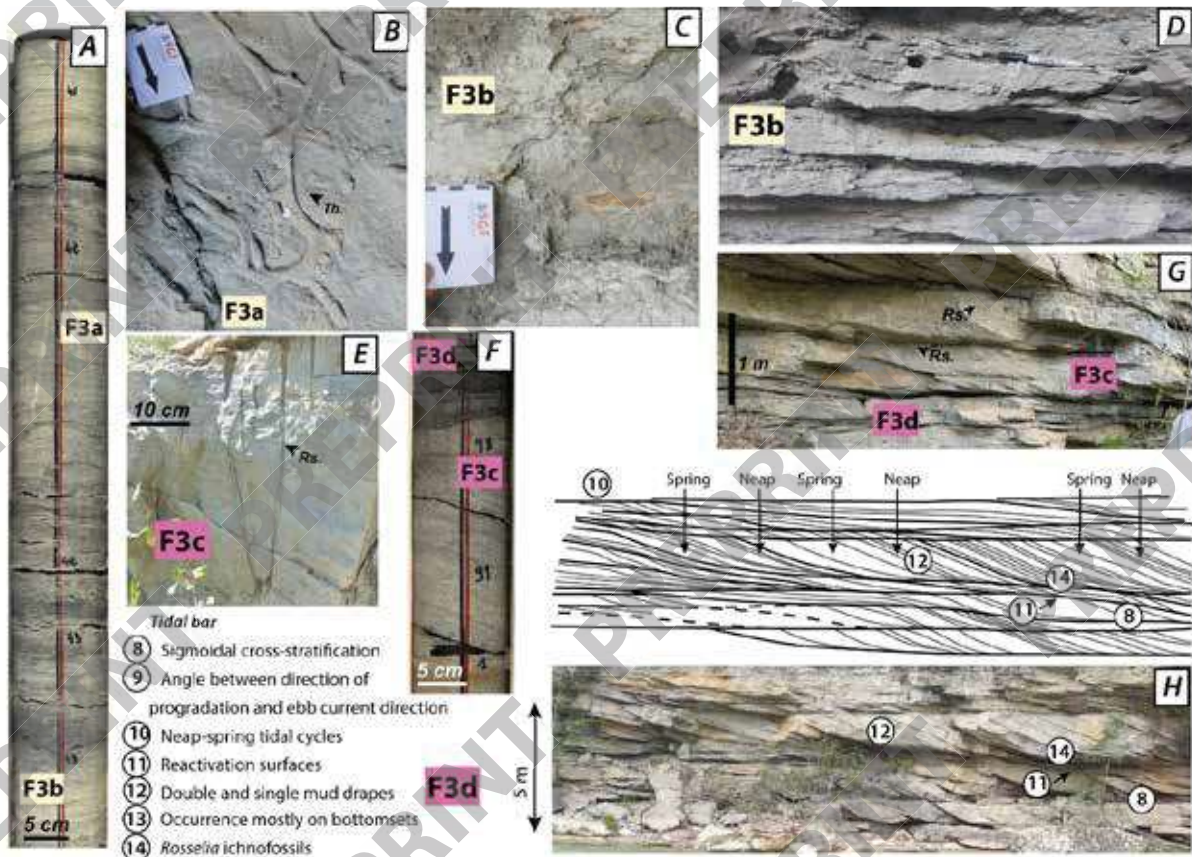 A
F3a
F3b
5 cm
B
Th.
F3a
C
F3b
D
F3b
E
10 cm
Rs.
F3c
F
F3d
F3c
5 cm
G
Rs.
Rs.
1 m
F3c
F3d
10
Spring
Neap
Spring
Neap
Spring
Neap
12
14
11
8
Tidal bar
8 Sigmoidal cross-stratification
9 Angle between direction of
progradation and ebb current direction
10 Neap-spring tidal cycles
11 Reactivation surfaces
12 Double and single mud drapes
13 Occurrence mostly on bottomsets
14 Rosselia ichnofossils
F3d
5 m
H
12
14
11
8
PREPRINT